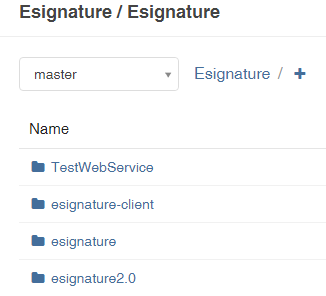 Esignature / Esignature
master Esignature / +
Name
TestWebService
esignature-client
esignature
esignature2.0